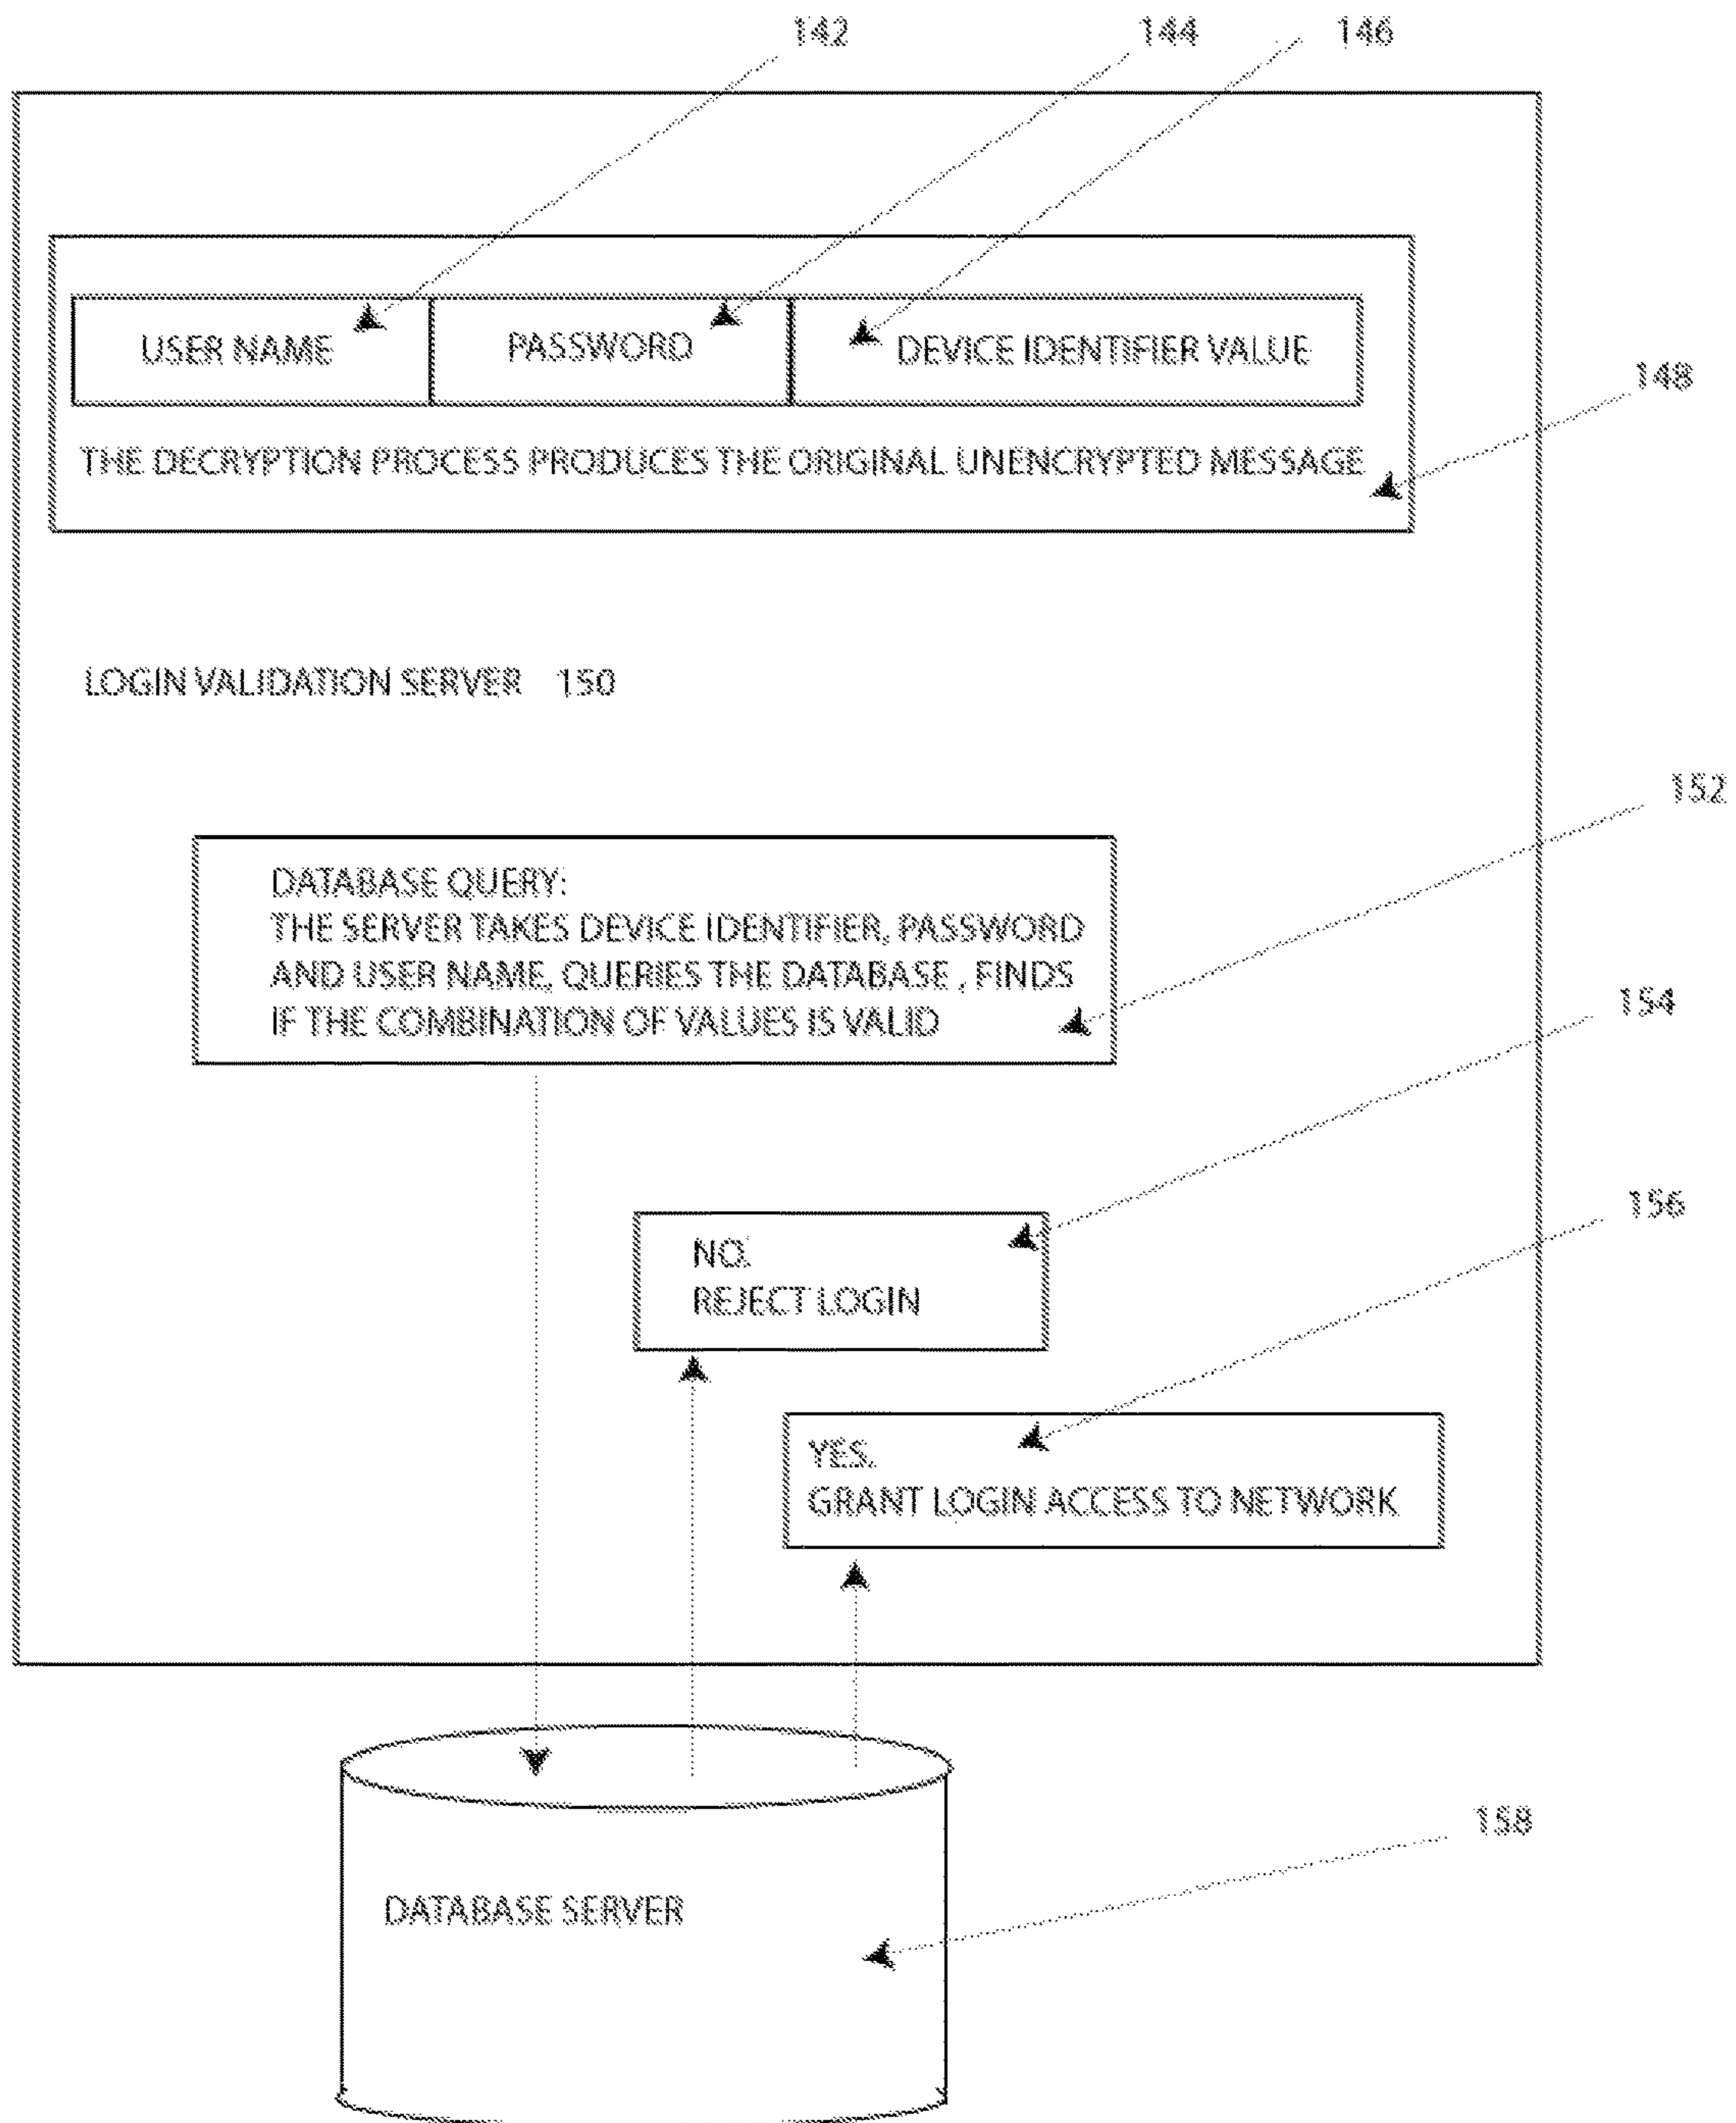 142
144
146
USER NAME
PASSWORD
DEVICE IDENTIFIER VALUE
148
THE DECRYPTION PROCESS PRODUCES THE ORIGINAL UNENCRYPTED MESSAGE
LOGIN VALIDATION SERVER 150
152
DATABASE QUERY:
THE SERVER TAKES DEVICE IDENTIFIER, PASSWORD
AND USER NAME, QUERIES THE DATABASE , FINDS
IF THE COMBINATION OF VALUES IS VALID
154
156
NO.
REJECT LOGIN
YES.
GRANT LOGIN ACCESS TO NETWORK
158
DATABASE SERVER